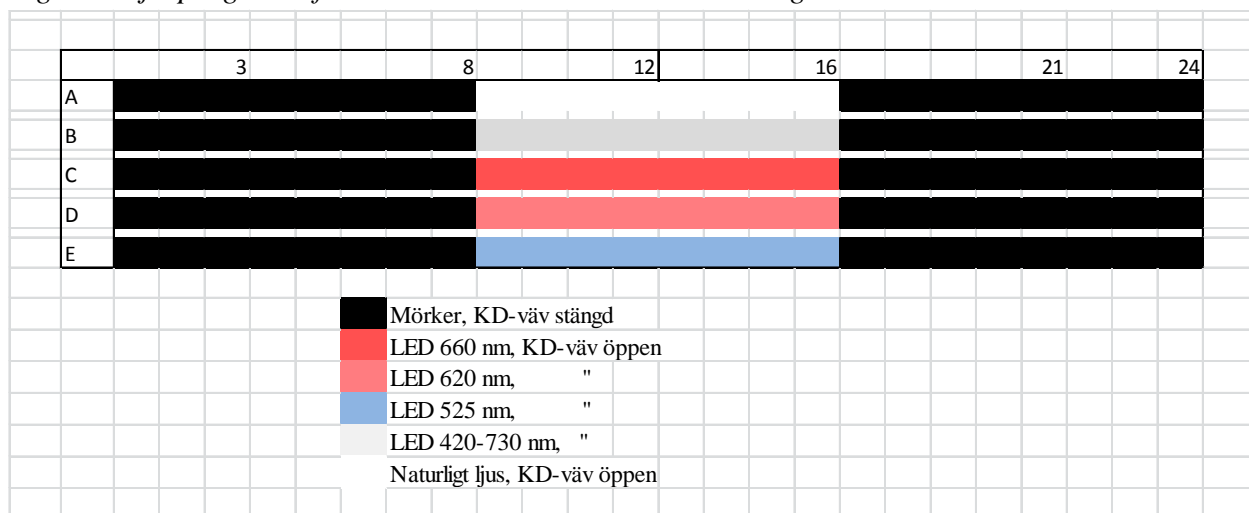 3 8 12 16 21 24
A
B
C
D
E
Mörker, KD-väv stängd
LED 660 nm, KD-väv öppen
LED 620 nm, "
LED 525 nm, "
LED 420-730 nm, "
Naturligt ljus, KD-väv öppen